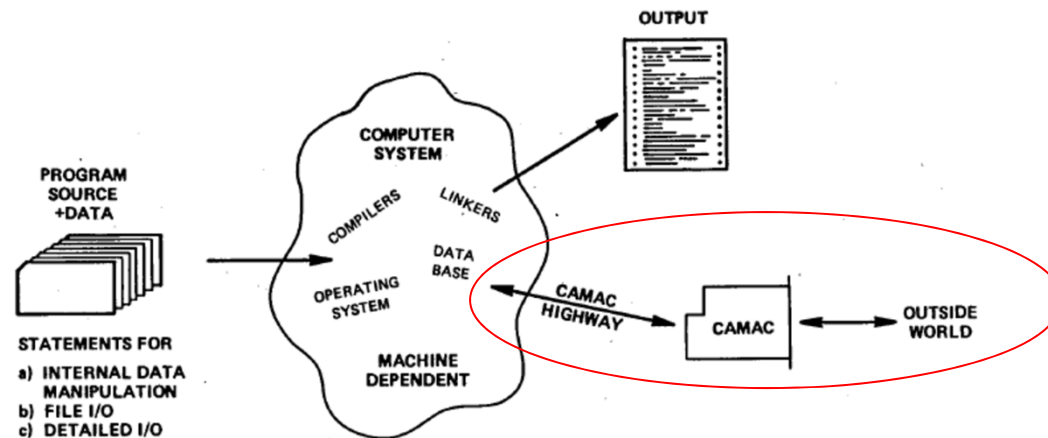 OUTPUT
COMPUTER
SYSTEM
PROGRAM
SOURCE
+DATA
COMPILERS
LINKERS
DATA
BASE
OPERATING
SYSTEM
CAMAC
HIGHWAY
CAMAC
OUTSIDE
WORLD
MACHINE
DEPENDENT
STATEMENTS FOR
a) INTERNAL DATA
MANIPULATION
b) FILE I/O
c) DETAILED I/O